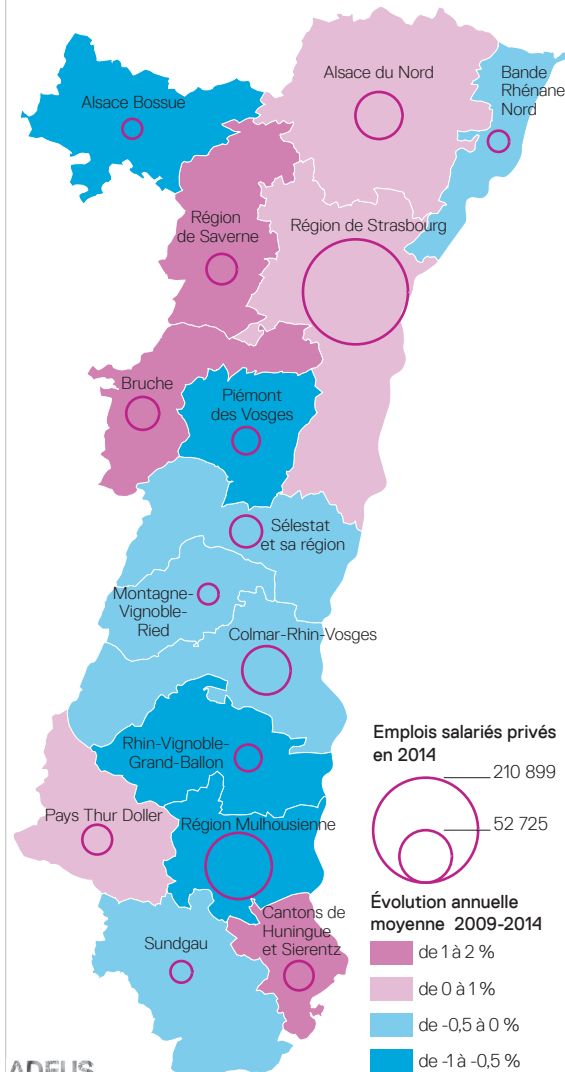 Alsace du Nord
Bande
Rhénane
Nord
Alsace Bossue
Région
de Saverne
Région de Strasbourg
Bruche
Piémont
des Vosges
Sélestat
et sa région
Montagne-
Vignoble-
Ried
Colmar-Rhin-Vosges
Rhin-Vignoble-
Grand-Ballon
Pays Thur Doller
Région Mulhousienne
Cantons de
Huningue
et Sierentz
Sundgau
Emplois salariés privés
en 2014
210 899
52 725
Évolution annuelle
moyenne 2009-2014
de 1 à 2 %
de 0 à 1 %
de -0,5 à 0 %
de -1 à -0,5 %
ADEUS